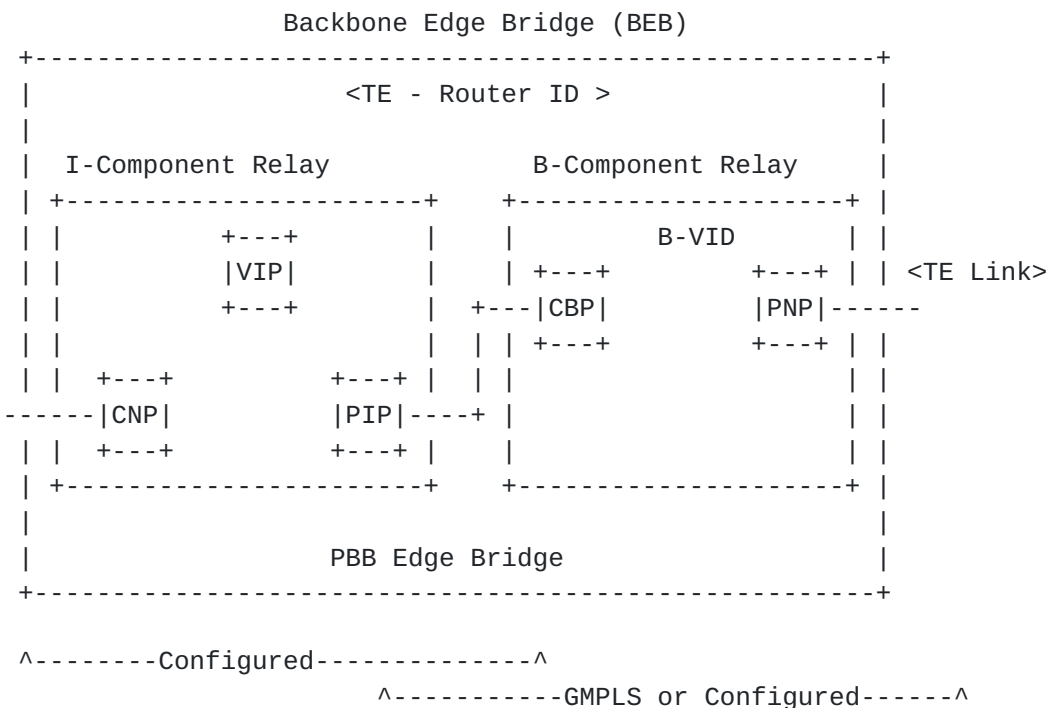 Backbone Edge Bridge (BEB)
<TE - Router ID >
I-Component Relay B-Component Relay
B-VID
VIP <TE Link>
CBP PNP
CNP PIP
PBB Edge Bridge
Configured
GMPLS or Configured